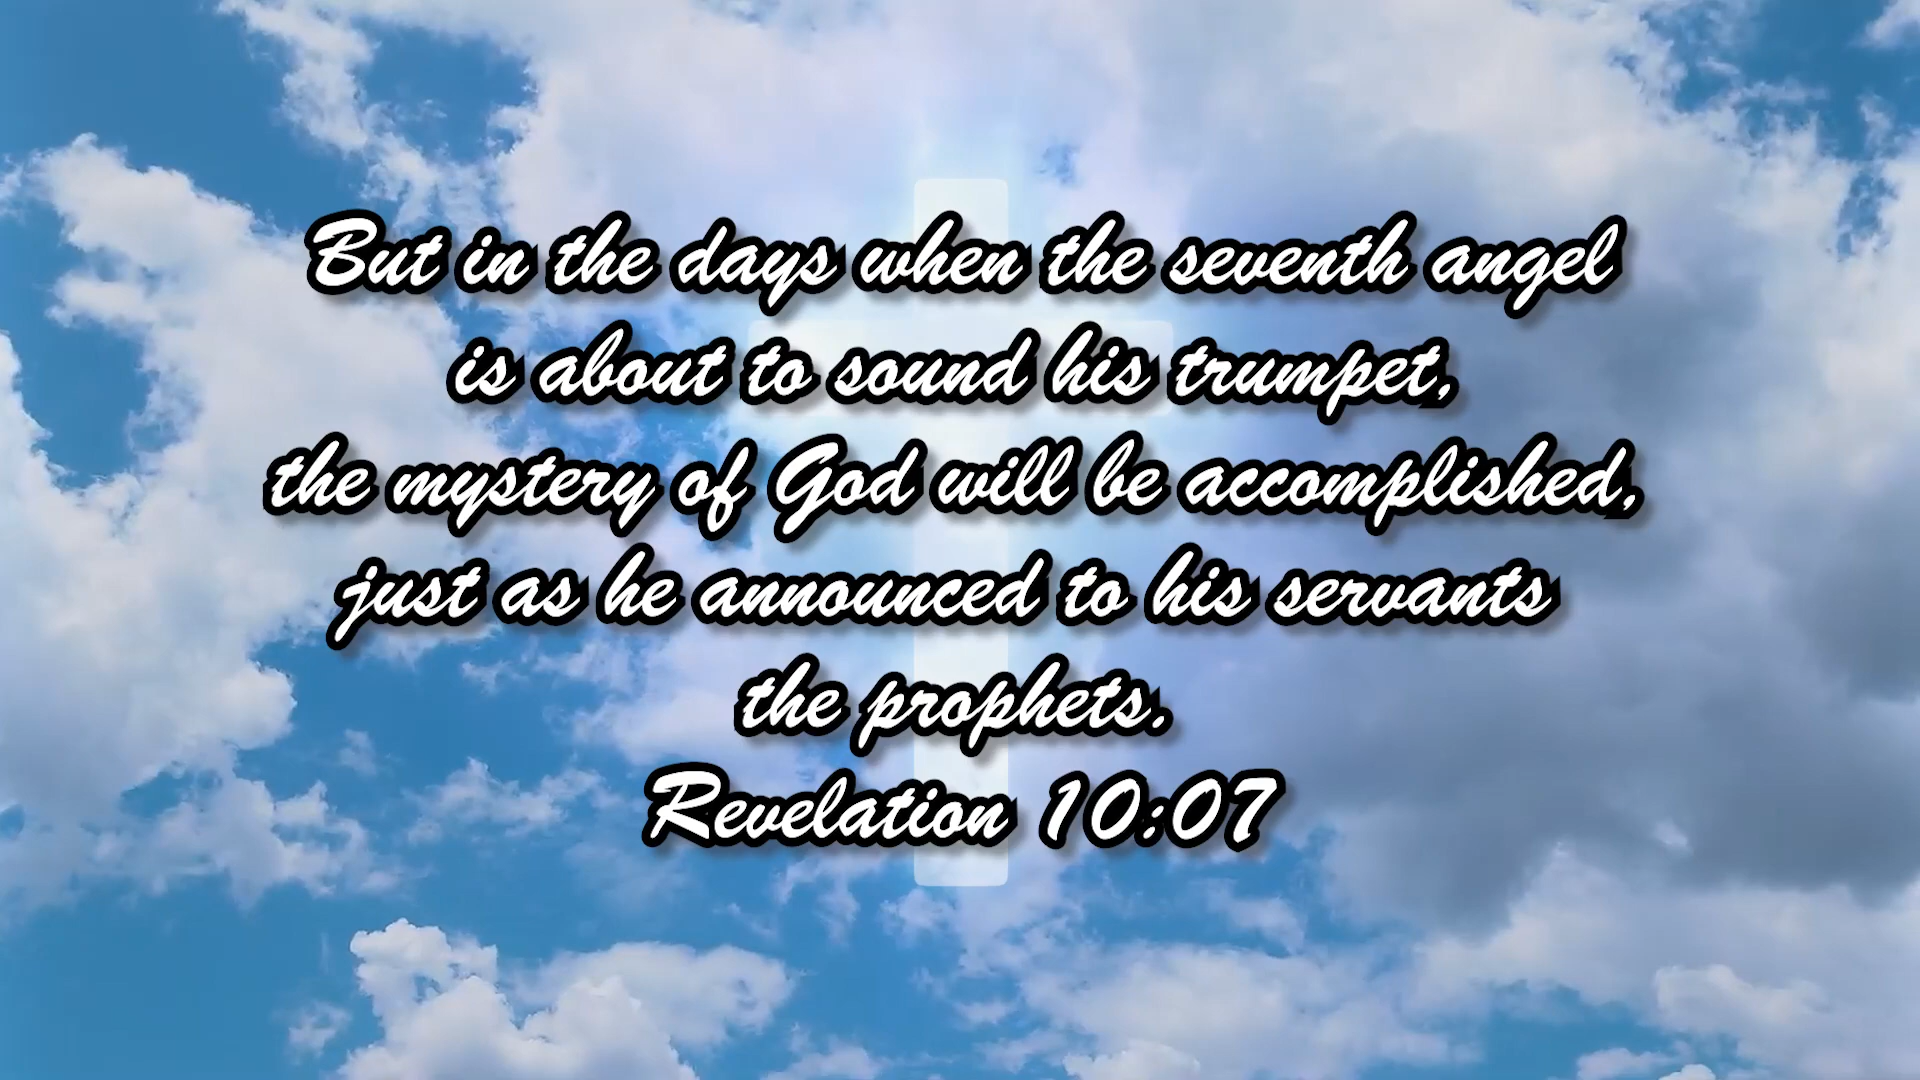 But in the days when the seventh angel
is about to sound his trumpet,
the mystery of God will be accomplished,
just as he announced to his servants
the prophets.
Revelation 10:07